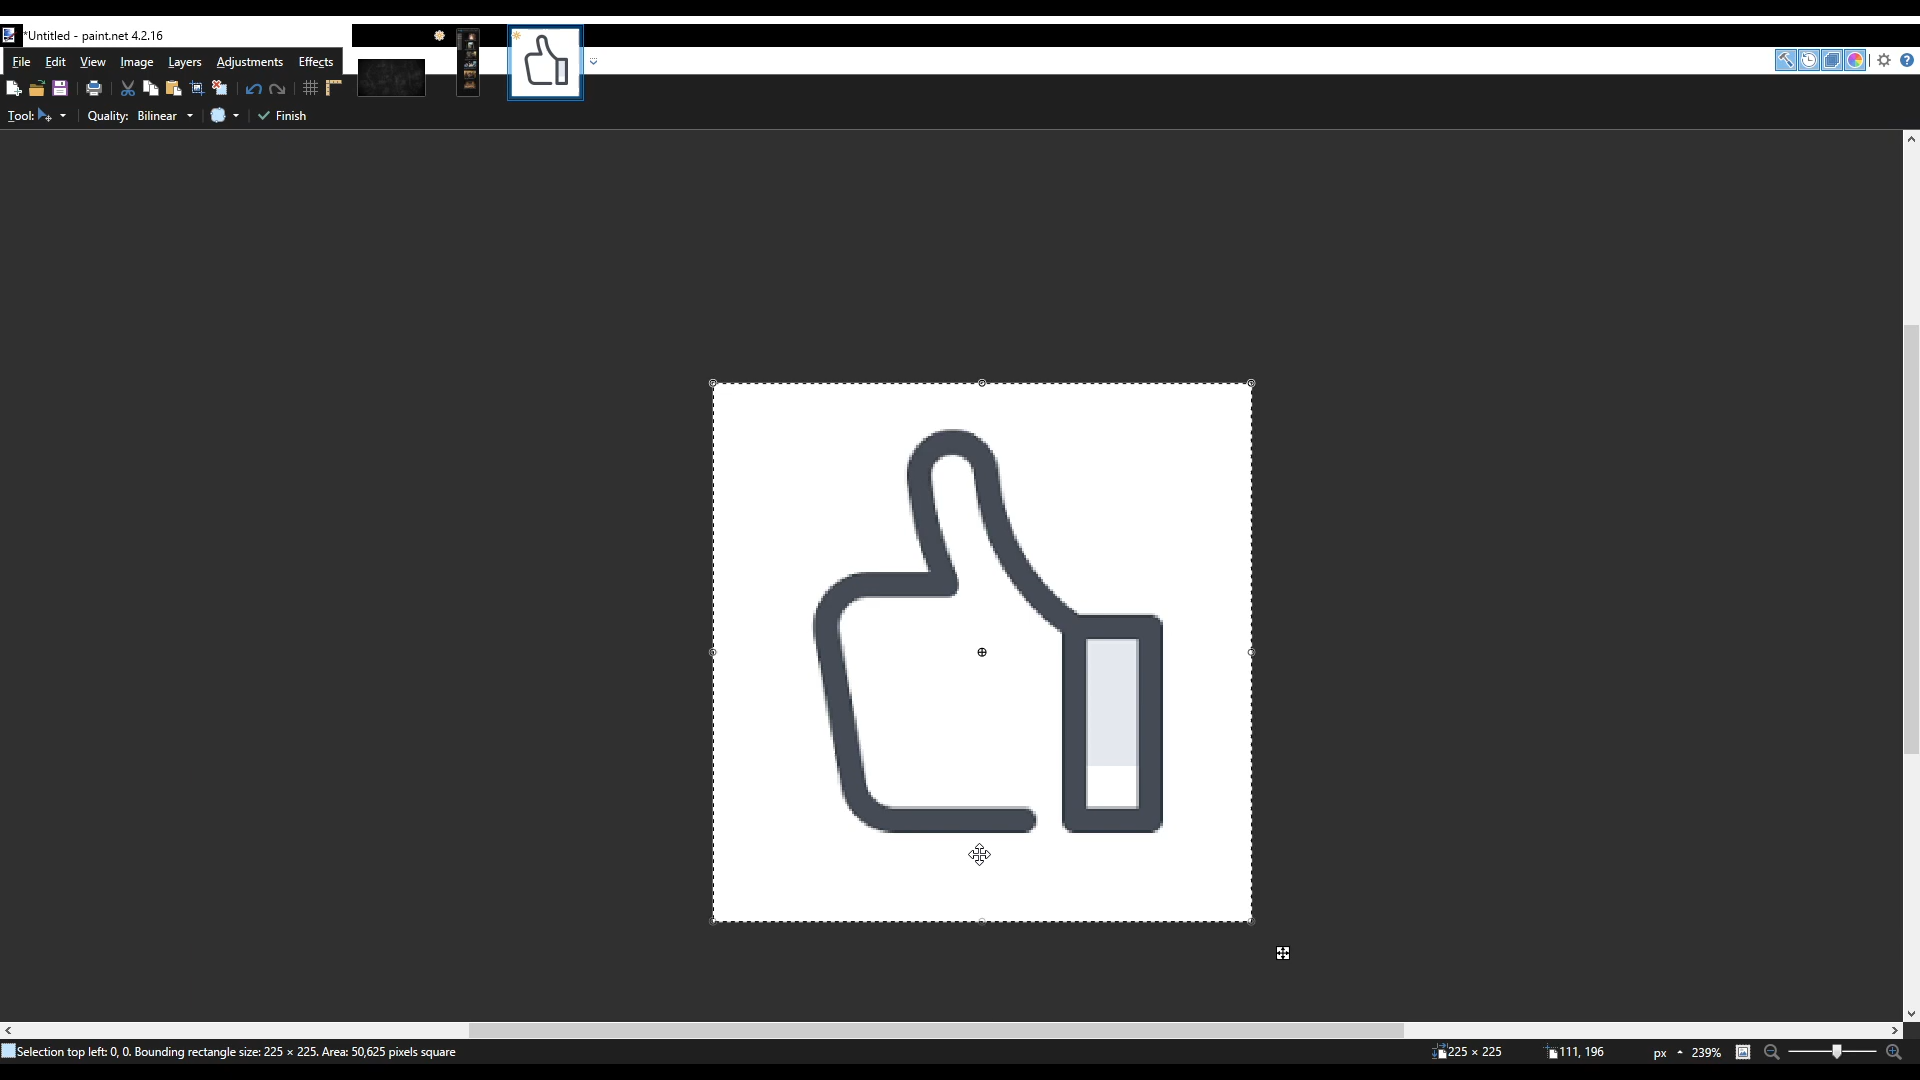 *Untitled - paint.net 4.2.16
File Edit View Image Layers Adjustments Effects
Tool: Quality: Bilinear Finish
Selection top left: 0, 0. Bounding rectangle size: 225 × 225. Area: 50,625 pixels square 225 × 225 111, 196 px 239%